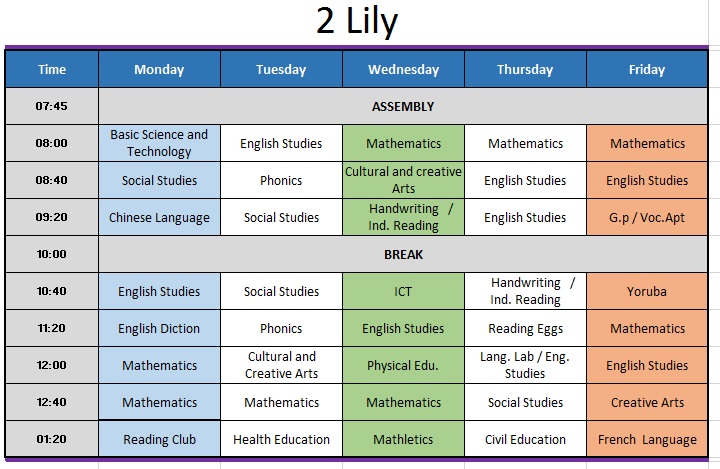 2 Lily
Time Monday Tuesday Wednesday Thursday Friday
07:45 ASSEMBLY
08:00 Basic Science and Technology English Studies Mathematics Mathematics Mathematics
08:40 Social Studies Phonics Cultural and creative Arts English Studies English Studies
09:20 Chinese Language Social Studies Handwriting / Ind. Reading English Studies G.p / Voc.Apt
10:00 BREAK
10:40 English Studies Social Studies ICT Handwriting / Ind. Reading Yoruba
11:20 English Diction Phonics English Studies Reading Eggs Mathematics
12:00 Mathematics Cultural and Creative Arts Physical Edu. Lang. Lab / Eng. Studies English Studies
12:40 Mathematics Mathematics Mathematics Social Studies Creative Arts
01:20 Reading Club Health Education Mathletics Civil Education French Language